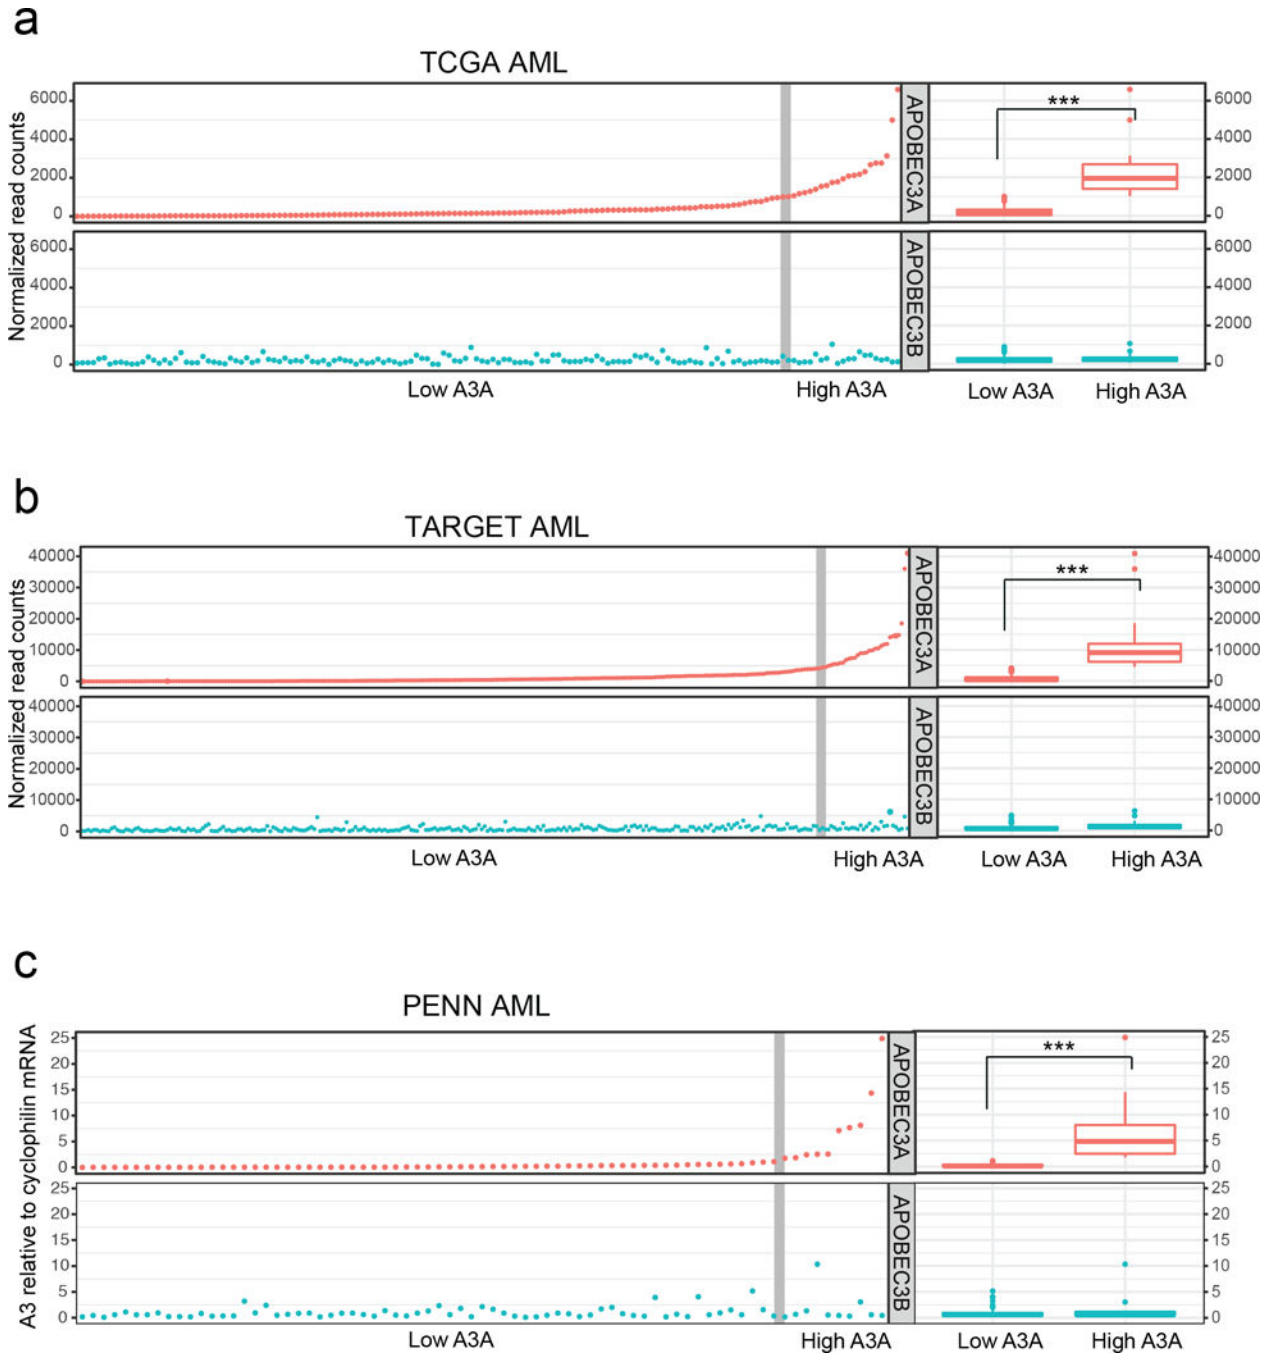 a
TCGA AML
Normalized read counts
6000
4000
2000
0
APOBEC3A
***
6000
4000
2000
0
6000
4000
2000
0
APOBEC3B
6000
4000
2000
0
Low A3A
High A3A
Low A3A
High A3A
b
TARGET AML
Normalized read counts
40000
30000
20000
10000
0
APOBEC3A
***
40000
30000
20000
10000
0
40000
30000
20000
10000
0
APOBEC3B
40000
30000
20000
10000
0
Low A3A
High A3A
Low A3A
High A3A
c
PENN AML
A3 relative to cyclophilin mRNA
25
20
15
10
5
0
APOBEC3A
***
25
20
15
10
5
0
25
20
15
10
5
0
APOBEC3B
25
20
15
10
5
0
Low A3A
High A3A
Low A3A
High A3A